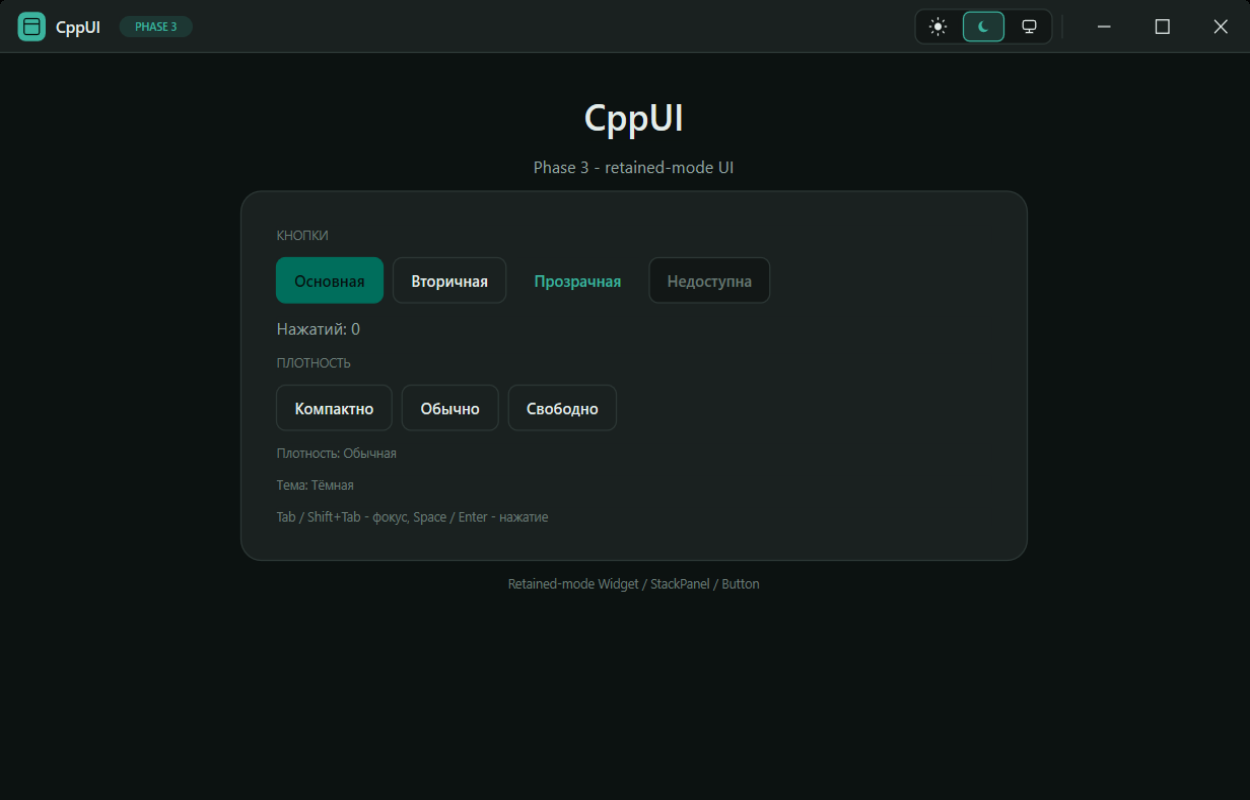 CppUI PHASE 3
CppUI
Phase 3 - retained-mode UI
КНОПКИ
Основная Вторичная Прозрачная Недоступна
Нажатий: 0
ПЛОТНОСТЬ
Компактно Обычно Свободно
Плотность: Обычная
Тема: Тёмная
Tab / Shift+Tab - фокус, Space / Enter - нажатие
Retained-mode Widget / StackPanel / Button